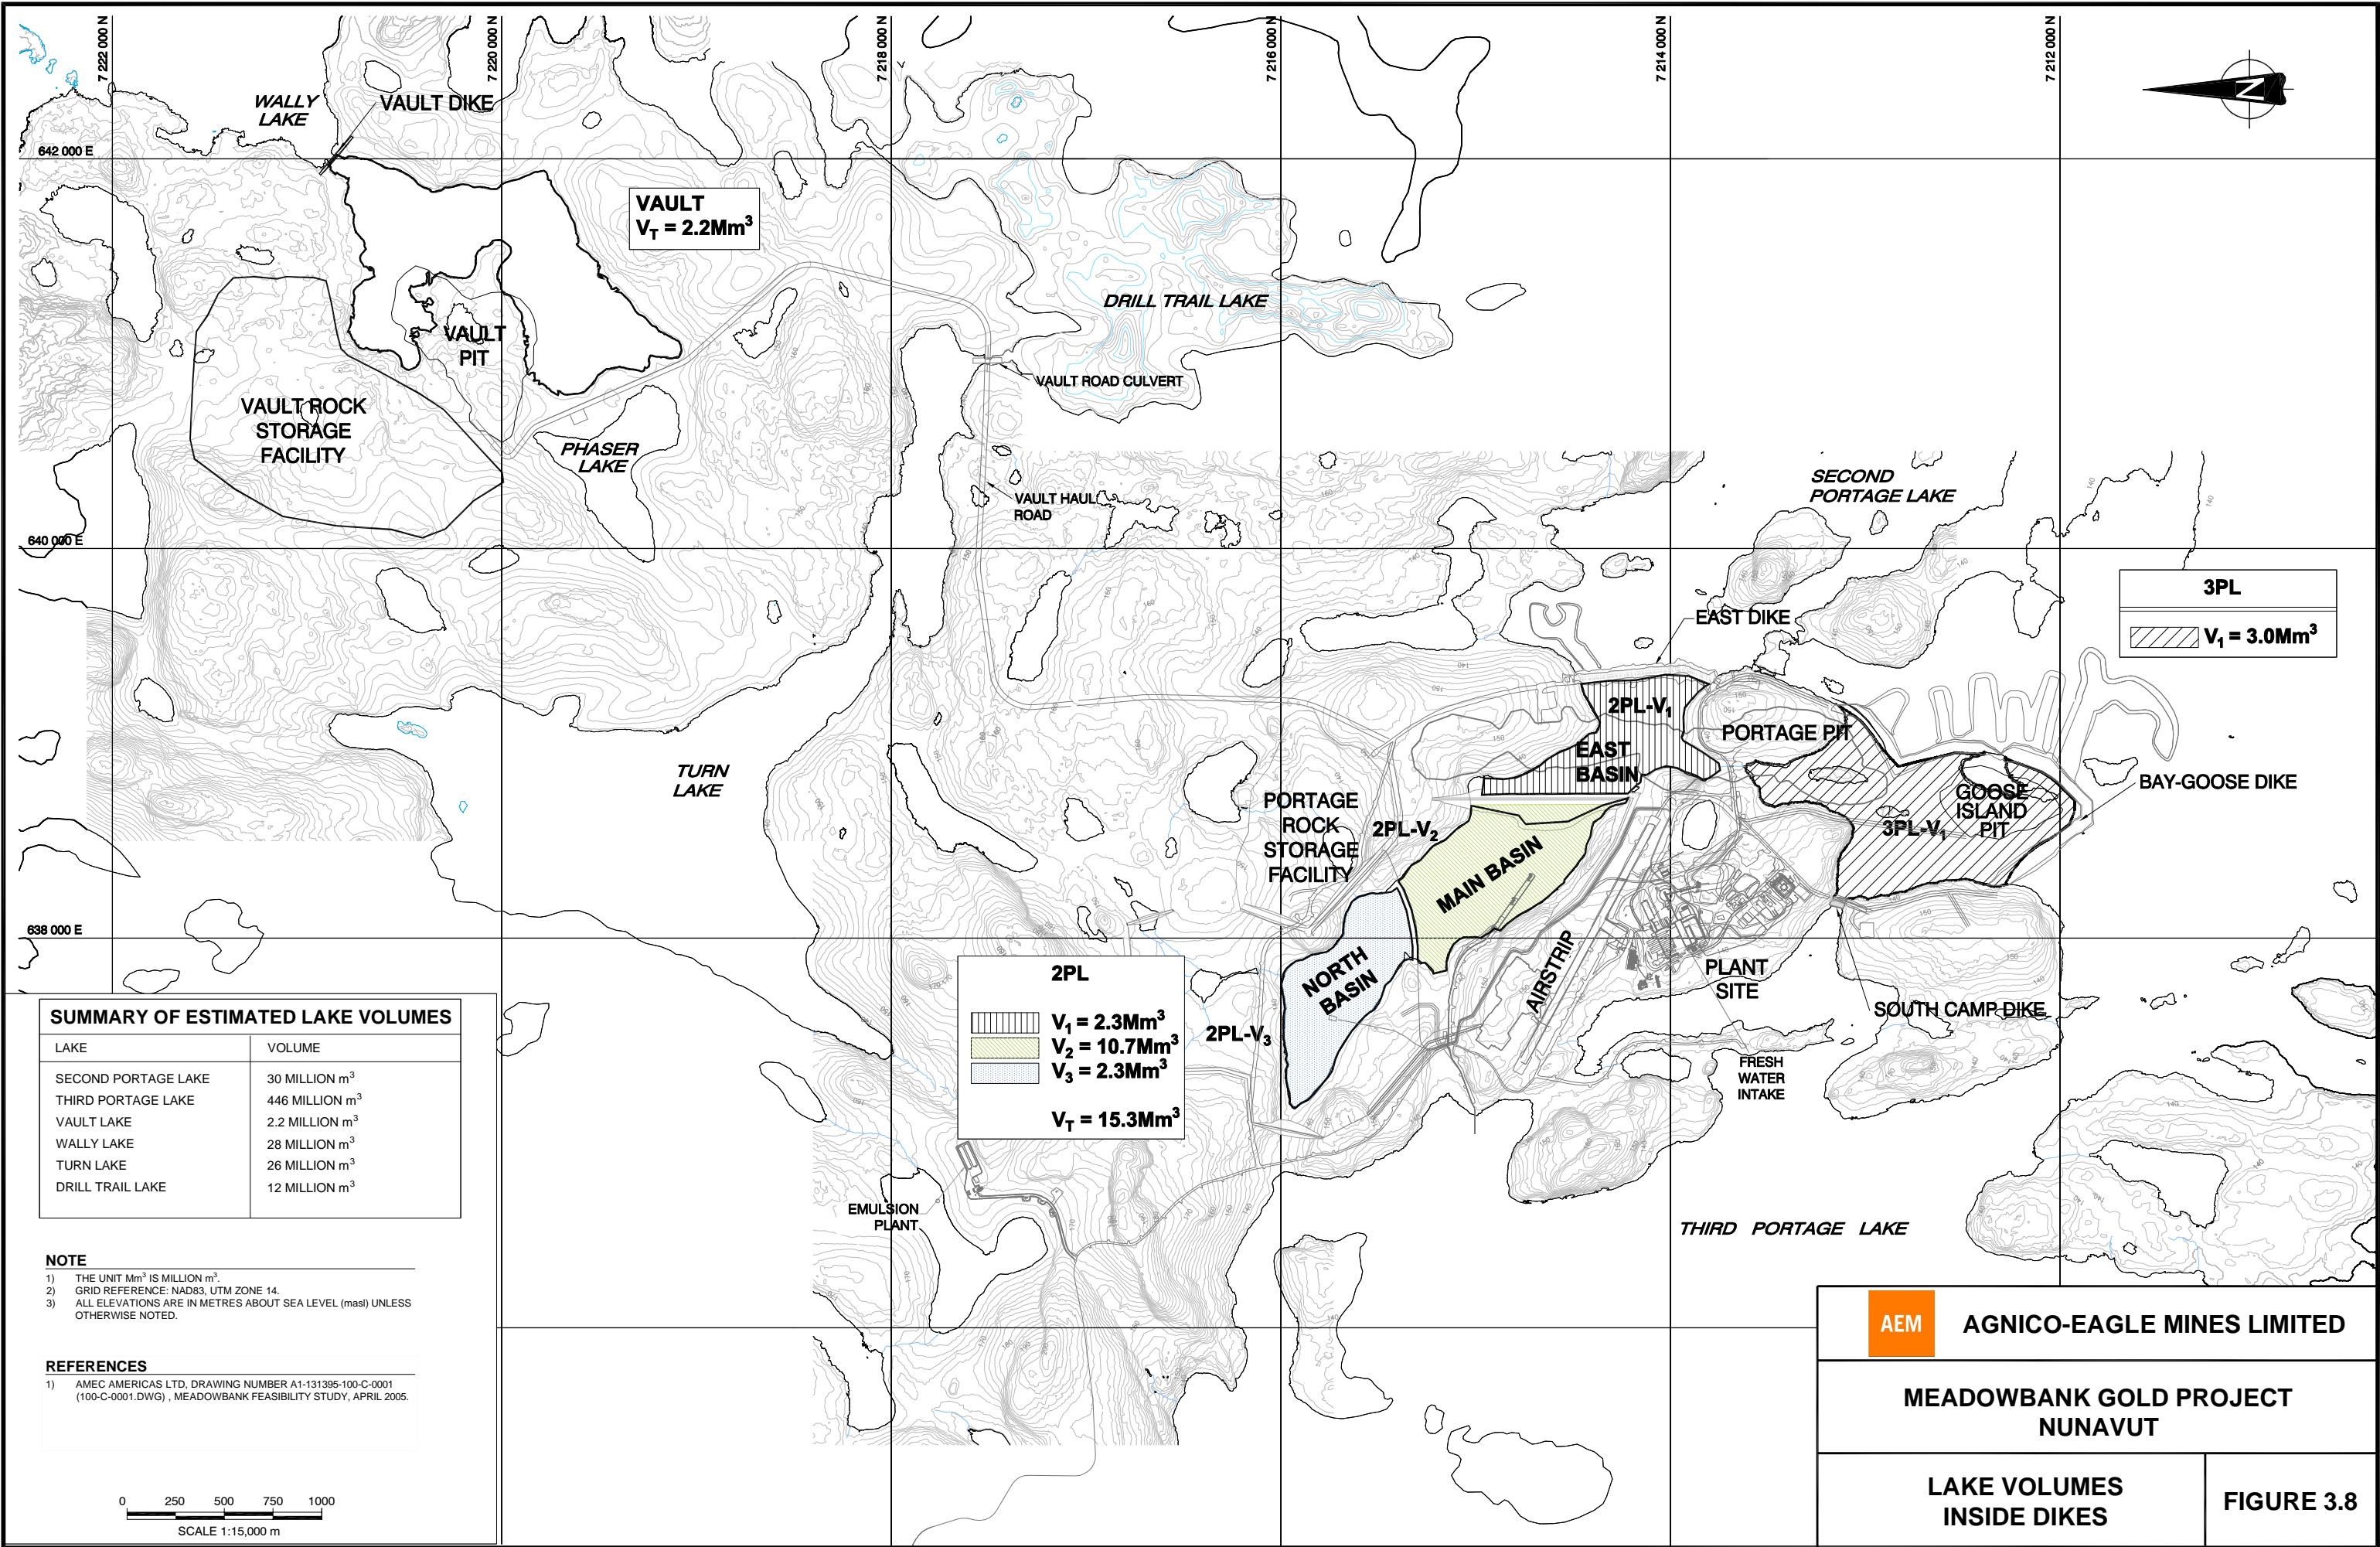 7 222 000 N
7 220 000 N
7 218 000 N
7 216 000 N
7 214 000 N
7 212 000 N
N
WALLY
LAKE
VAULT DIKE
642 000 E
VAULT
V_T = 2.2Mm³
DRILL TRAIL LAKE
VAULT
PIT
VAULT ROAD CULVERT
VAULT ROCK
STORAGE
FACILITY
PHASER
LAKE
VAULT HAUL
ROAD
SECOND
PORTAGE LAKE
640 000 E
3PL
V₁ = 3.0Mm³
EAST DIKE
2PL-V₁
PORTAGE PIT
EAST
BASIN
TURN
LAKE
BAY-GOOSE DIKE
GOOSE
ISLAND
PIT
3PL-V₁
PORTAGE
ROCK
STORAGE
FACILITY
2PL-V₂
MAIN BASIN
638 000 E
NORTH
BASIN
AIRSTRIP
PLANT
SITE
SOUTH CAMP DIKE
2PL
V₁ = 2.3Mm³
V₂ = 10.7Mm³
V₃ = 2.3Mm³
V_T = 15.3Mm³
2PL-V₃
FRESH
WATER
INTAKE
EMULSION
PLANT
THIRD PORTAGE LAKE
SUMMARY OF ESTIMATED LAKE VOLUMES
LAKE VOLUME
SECOND PORTAGE LAKE 30 MILLION m³
THIRD PORTAGE LAKE 446 MILLION m³
VAULT LAKE 2.2 MILLION m³
WALLY LAKE 28 MILLION m³
TURN LAKE 26 MILLION m³
DRILL TRAIL LAKE 12 MILLION m³
NOTE
1) THE UNIT Mm³ IS MILLION m³.
2) GRID REFERENCE: NAD83, UTM ZONE 14.
3) ALL ELEVATIONS ARE IN METRES ABOUT SEA LEVEL (masl) UNLESS
OTHERWISE NOTED.
REFERENCES
1) AMEC AMERICAS LTD, DRAWING NUMBER A1-131395-100-C-0001
(100-C-0001.DWG) , MEADOWBANK FEASIBILITY STUDY, APRIL 2005.
0 250 500 750 1000
SCALE 1:15,000 m
AEM AGNICO-EAGLE MINES LIMITED
MEADOWBANK GOLD PROJECT
NUNAVUT
LAKE VOLUMES
INSIDE DIKES
FIGURE 3.8